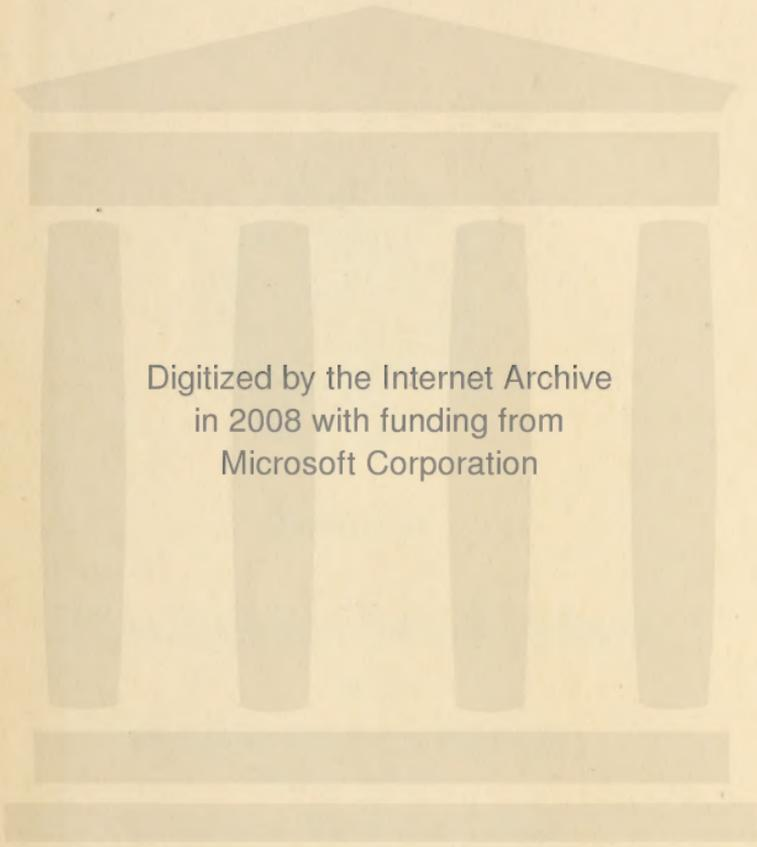 Digitized by the Internet Archive
in 2008 with funding from
Microsoft Corporation